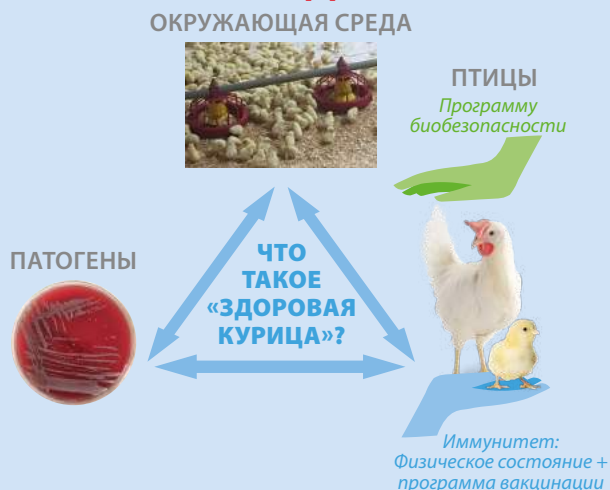 ОКРУЖАЮЩАЯ СРЕДА
ПТИЦЫ
Программу
биобезопасности
ПАТОГЕНЫ
ЧТО
ТАКОЕ
«ЗДОРОВАЯ
КУРИЦА»?
Иммунитет:
Физическое состояние +
программа вакцинации